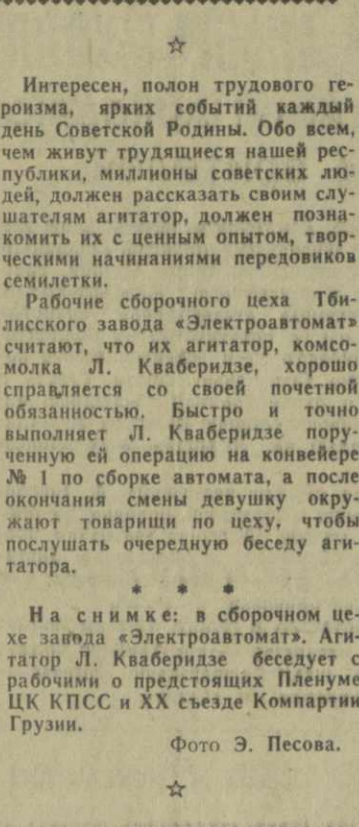 ☆
Интересен, полон трудового ге-
роизма, ярких событий каждый
день Советской Родины. Обо всем,
чем живут трудящиеся нашей рес-
публики, миллионы советских лю-
дей, должен рассказать своим слу-
шателям агитатор, должен позна-
комить их с ценным опытом, твор-
ческими начинаниями передовиков
семилетки.
Рабочие сборочного цеха Тби-
лисского завода «Электроавтомат»
считают, что их агитатор, комсо-
молка Л. Кваберидзе, хорошо
справляется со своей почетной
обязанностью. Быстро и точно
выполняет Л. Кваберидзе пору-
ченную ей операцию на конвейере
№ 1 по сборке автомата, а после
окончания смены девушку окру-
жают товарищи по цеху, чтобы
послушать очередную беседу аги-
татора.
* * *
На снимке: в сборочном це-
хе завода «Электроавтомат». Аги-
татор Л. Кваберидзе беседует с
рабочими о предстоящих Пленуме
ЦК КПСС и XX съезде Компартии
Грузии.
Фото Э. Песова.
☆